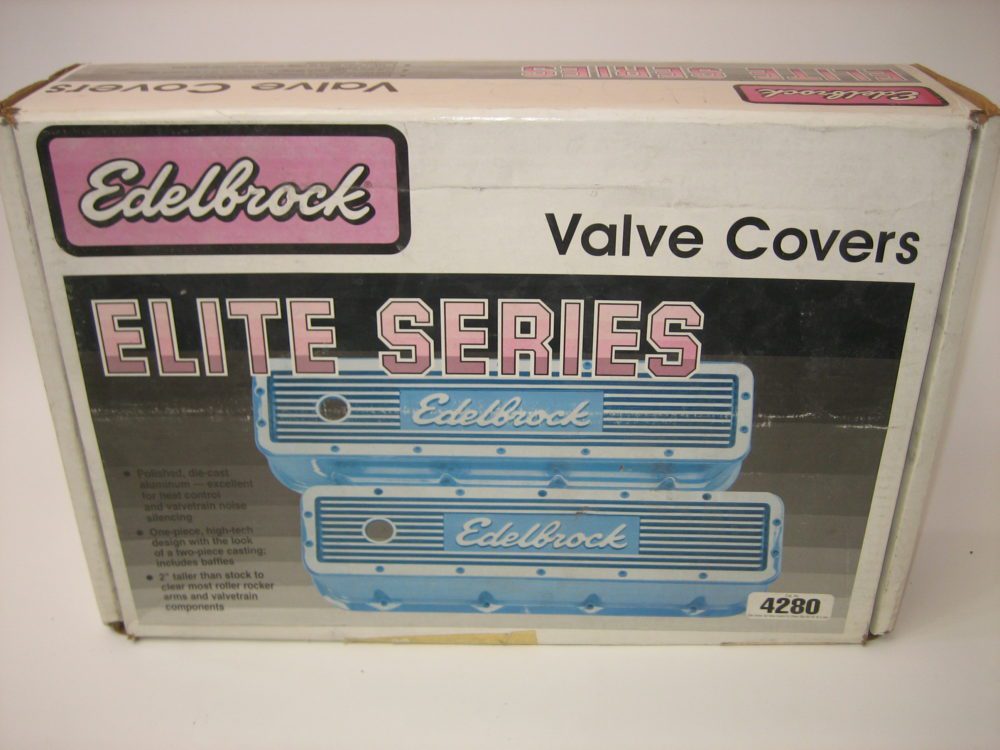 Valve Covers
ELITE SERIES
Edelbrock
Edelbrock®
Valve Covers
ELITE SERIES
Edelbrock
Edelbrock
• Polished, die-cast
aluminum — excellent
for heat control
and valvetrain noise
silencing
• One-piece, high-tech
design with the look
of a two-piece casting;
includes baffles
• 2" taller than stock to
clear most roller rocker
arms and valvetrain
components
4280